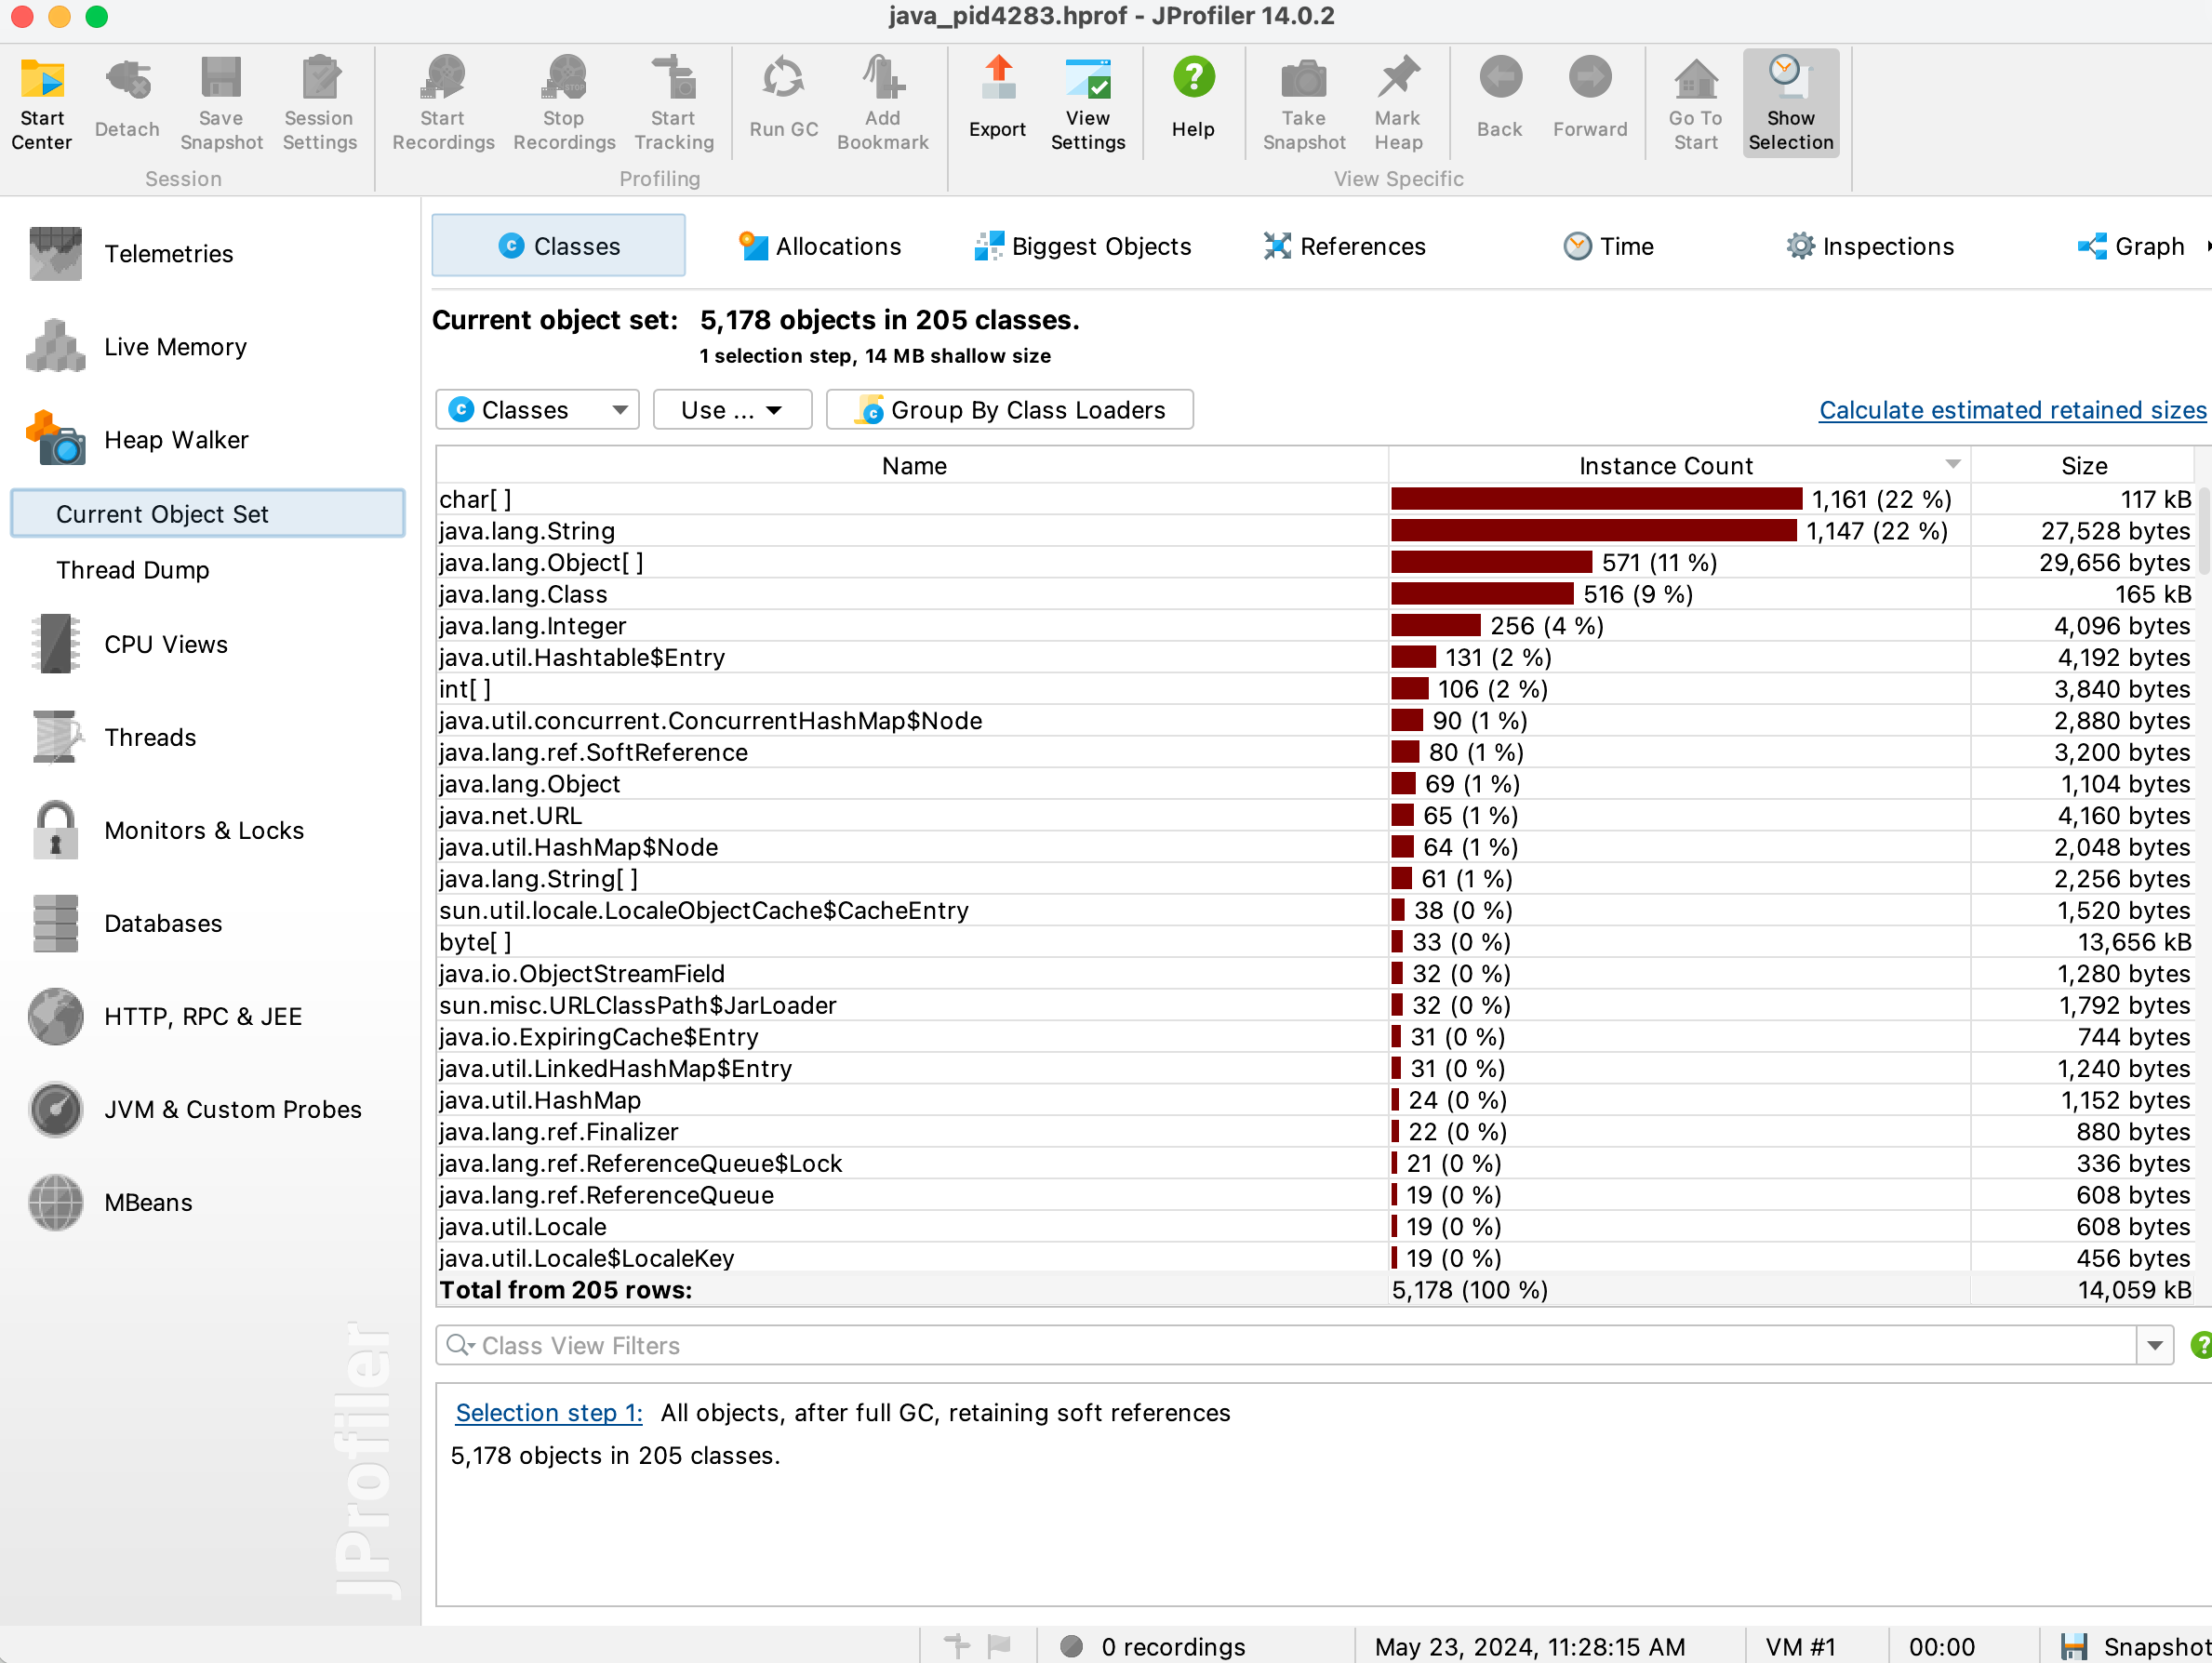 java_pid4283.hprof - JProfiler 14.0.2
Start Center
Detach
Save Snapshot
Session Settings
Start Recordings
Stop Recordings
Start Tracking
Run GC
Add Bookmark
Export
View Settings
Help
Take Snapshot
Mark Heap
Back
Forward
Go To Start
Show Selection
Session
Profiling
View Specific
Telemetries
Live Memory
Heap Walker
Current Object Set
Thread Dump
CPU Views
Threads
Monitors & Locks
Databases
HTTP, RPC & JEE
JVM & Custom Probes
MBeans
JProfiler
Classes
Allocations
Biggest Objects
References
Time
Inspections
Graph
Current object set: 5,178 objects in 205 classes.
1 selection step, 14 MB shallow size
Classes
Use ...
Group By Class Loaders
Calculate estimated retained sizes
Name Instance Count Size
char[ ] 1,161 (22 %) 117 kB
java.lang.String 1,147 (22 %) 27,528 bytes
java.lang.Object[ ] 571 (11 %) 29,656 bytes
java.lang.Class 516 (9 %) 165 kB
java.lang.Integer 256 (4 %) 4,096 bytes
java.util.Hashtable$Entry 131 (2 %) 4,192 bytes
int[ ] 106 (2 %) 3,840 bytes
java.util.concurrent.ConcurrentHashMap$Node 90 (1 %) 2,880 bytes
java.lang.ref.SoftReference 80 (1 %) 3,200 bytes
java.lang.Object 69 (1 %) 1,104 bytes
java.net.URL 65 (1 %) 4,160 bytes
java.util.HashMap$Node 64 (1 %) 2,048 bytes
java.lang.String[ ] 61 (1 %) 2,256 bytes
sun.util.locale.LocaleObjectCache$CacheEntry 38 (0 %) 1,520 bytes
byte[ ] 33 (0 %) 13,656 kB
java.io.ObjectStreamField 32 (0 %) 1,280 bytes
sun.misc.URLClassPath$JarLoader 32 (0 %) 1,792 bytes
java.io.ExpiringCache$Entry 31 (0 %) 744 bytes
java.util.LinkedHashMap$Entry 31 (0 %) 1,240 bytes
java.util.HashMap 24 (0 %) 1,152 bytes
java.lang.ref.Finalizer 22 (0 %) 880 bytes
java.lang.ref.ReferenceQueue$Lock 21 (0 %) 336 bytes
java.lang.ref.ReferenceQueue 19 (0 %) 608 bytes
java.util.Locale 19 (0 %) 608 bytes
java.util.Locale$LocaleKey 19 (0 %) 456 bytes
Total from 205 rows: 5,178 (100 %) 14,059 kB
Class View Filters
Selection step 1: All objects, after full GC, retaining soft references
5,178 objects in 205 classes.
0 recordings May 23, 2024, 11:28:15 AM VM #1 00:00 Snapshot